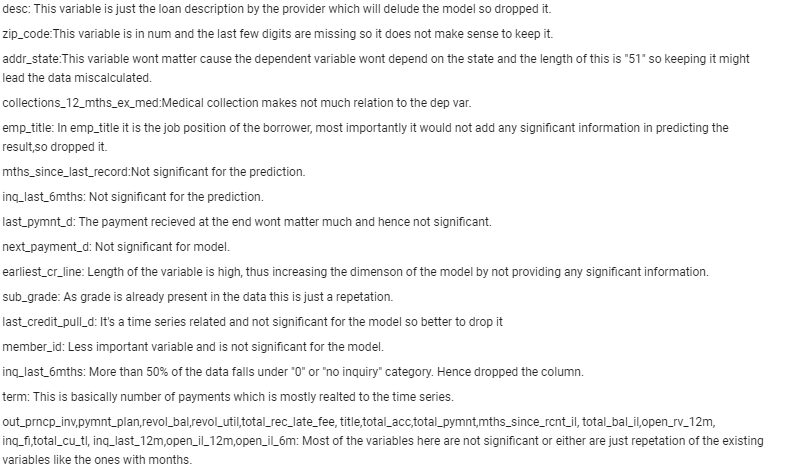 desc: This variable is just the loan description by the provider which will delude the model so dropped it.
zip_code:This variable is in num and the last few digits are missing so it does not make sense to keep it.
addr_state:This variable wont matter cause the dependent variable wont depend on the state and the length of this is "51" so keeping it might
lead the data miscalculated.
collections_12_mths_ex_med:Medical collection makes not much relation to the dep var.
emp_title: In emp_title it is the job position of the borrower, most importantly it would not add any significant information in predicting the
result,so dropped it.
mths_since_last_record:Not significant for the prediction.
inq_last_6mths: Not significant for the prediction.
last_pymnt_d: The payment recieved at the end wont matter much and hence not significant.
next_payment_d: Not significant for model.
earliest_cr_line: Length of the variable is high, thus increasing the dimenson of the model by not providing any significant information.
sub_grade: As grade is already present in the data this is just a repetation.
last_credit_pull_d: It's a time series related and not significant for the model so better to drop it
member_id: Less important variable and is not significant for the model.
inq_last_6mths: More than 50% of the data falls under "0" or "no inquiry" category. Hence dropped the column.
term: This is basically number of payments which is mostly realted to the time series.
out_prncp_inv,pymnt_plan,revol_bal,revol_util,total_rec_late_fee, title,total_acc,total_pymnt,mths_since_rcnt_il, total_bal_il,open_rv_12m,
inq_fi,total_cu_tl, inq_last_12m,open_il_12m,open_il_6m: Most of the variables here are not significant or either are just repetation of the existing
variables like the ones with months.